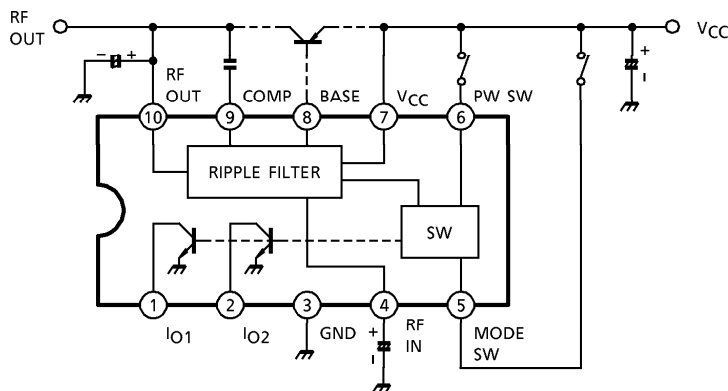 RF
OUT
VCC
− +
RF
OUT
COMP
BASE
VCC
PW SW
+
−
10
9
8
7
6
RIPPLE FILTER
SW
1
2
3
4
5
IO1
IO2
GND
RF
IN
MODE
SW
+
−